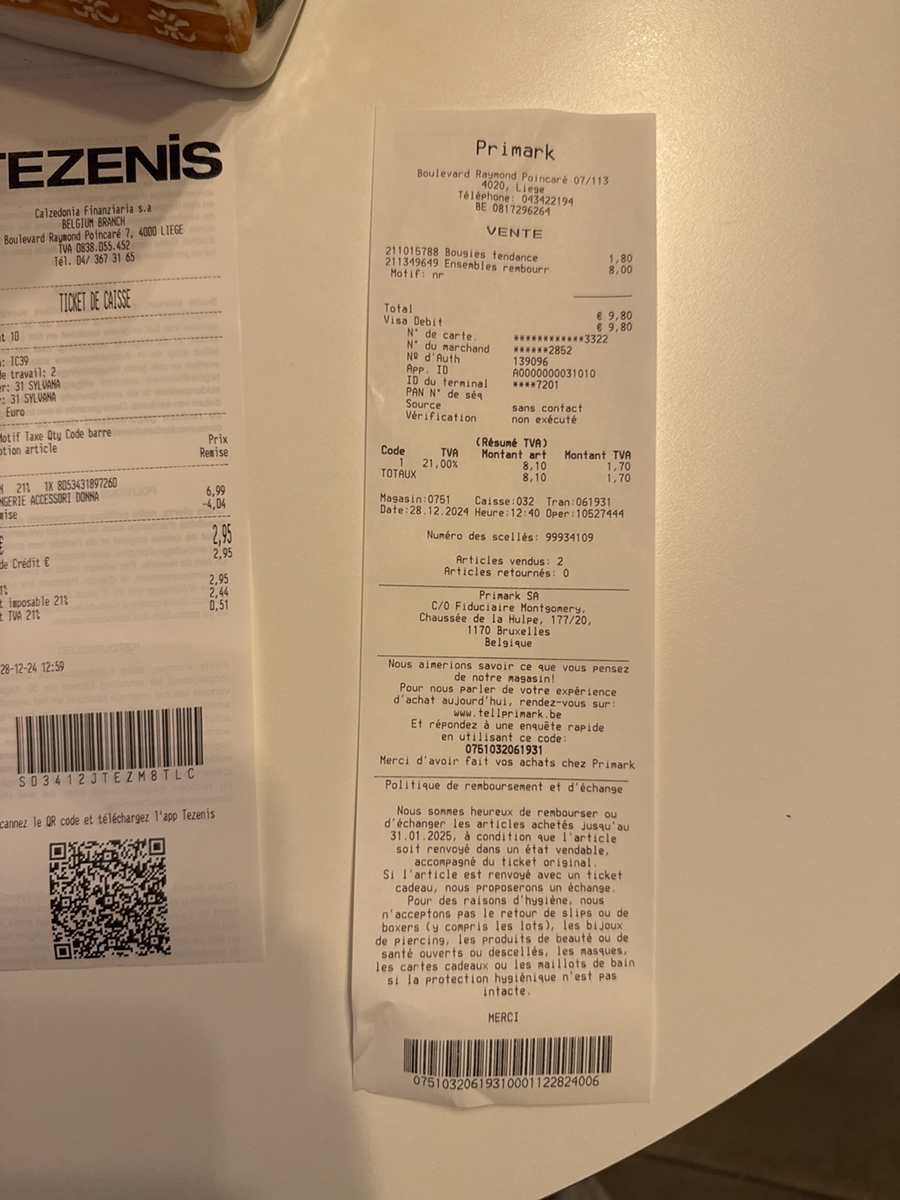 TEZENIS
Calzedonia Finanziaria s.a
BELGIUM BRANCH
Boulevard Raymond Poincaré 7, 4000 LIEGE
TVA 0838.055.452
Tél. 04/ 367 31 65
TICKET DE CAISSE
10
: TC39
de travail: 2
er: 31 SYLVANA
: 31 SYLVANA
Euro
Motif Taxe Qty Code barre
ption article
Prix
Remise
21% 1X 8053431897260
NGERIE ACCESSORI DONNA 6,99
mise -4,04
€ 2,95
de Crédit € 2,95
2,95
t imposable 21% 2,44
t TVA 21% 0,51
28-12-24 12:59
S03412JTEZM8TLC
cannez le QR code et téléchargez l'app Tezenis
Primark
Boulevard Raymond Poincaré 07/113
4020, Liege
Téléphone: 043422194
BE 0817296264
VENTE
211015788 Bougies tendance 1,80
211349649 Ensembles rembourr 8,00
Motif: nr
Total € 9,80
Visa Debit € 9,80
N° de carte. ************3322
N° du marchand ******2852
Nº d'Auth 139096
App. ID A0000000031010
ID du terminal ****7201
PAN N° de séq
Source sans contact
Vérification non exécuté
(Résumé TVA)
Code TVA Montant art Montant TVA
1 21,00% 8,10 1,70
TOTAUX 8,10 1,70
Magasin:0751 Caisse:032 Tran:061931
Date:28.12.2024 Heure:12:40 Oper:10527444
Numéro des scellés: 99934109
Articles vendus: 2
Articles retournés: 0
Primark SA
C/O Fiduciaire Montgomery,
Chaussée de la Hulpe, 177/20,
1170 Bruxelles
Belgique
Nous aimerions savoir ce que vous pensez
de notre magasin!
Pour nous parler de votre expérience
d'achat aujourd'hui, rendez-vous sur:
www.tellprimark.be
Et répondez à une enquête rapide
en utilisant ce code:
0751032061931
Merci d'avoir fait vos achats chez Primark
Politique de remboursement et d'échange
Nous sommes heureux de rembourser ou
d'échanger les articles achetés jusqu'au
31.01.2025, à condition que l'article
soit renvoyé dans un état vendable,
accompagné du ticket original.
Si l'article est renvoyé avec un ticket
cadeau, nous proposerons un échange.
Pour des raisons d'hygiène, nous
n'acceptons pas le retour de slips ou de
boxers (y compris les lots), les bijoux
de piercing, les produits de beauté ou de
santé ouverts ou descellés, les masques,
les cartes cadeaux ou les maillots de bain
si la protection hygiénique n'est pas
intacte.
MERCI
07510320619310001122824006